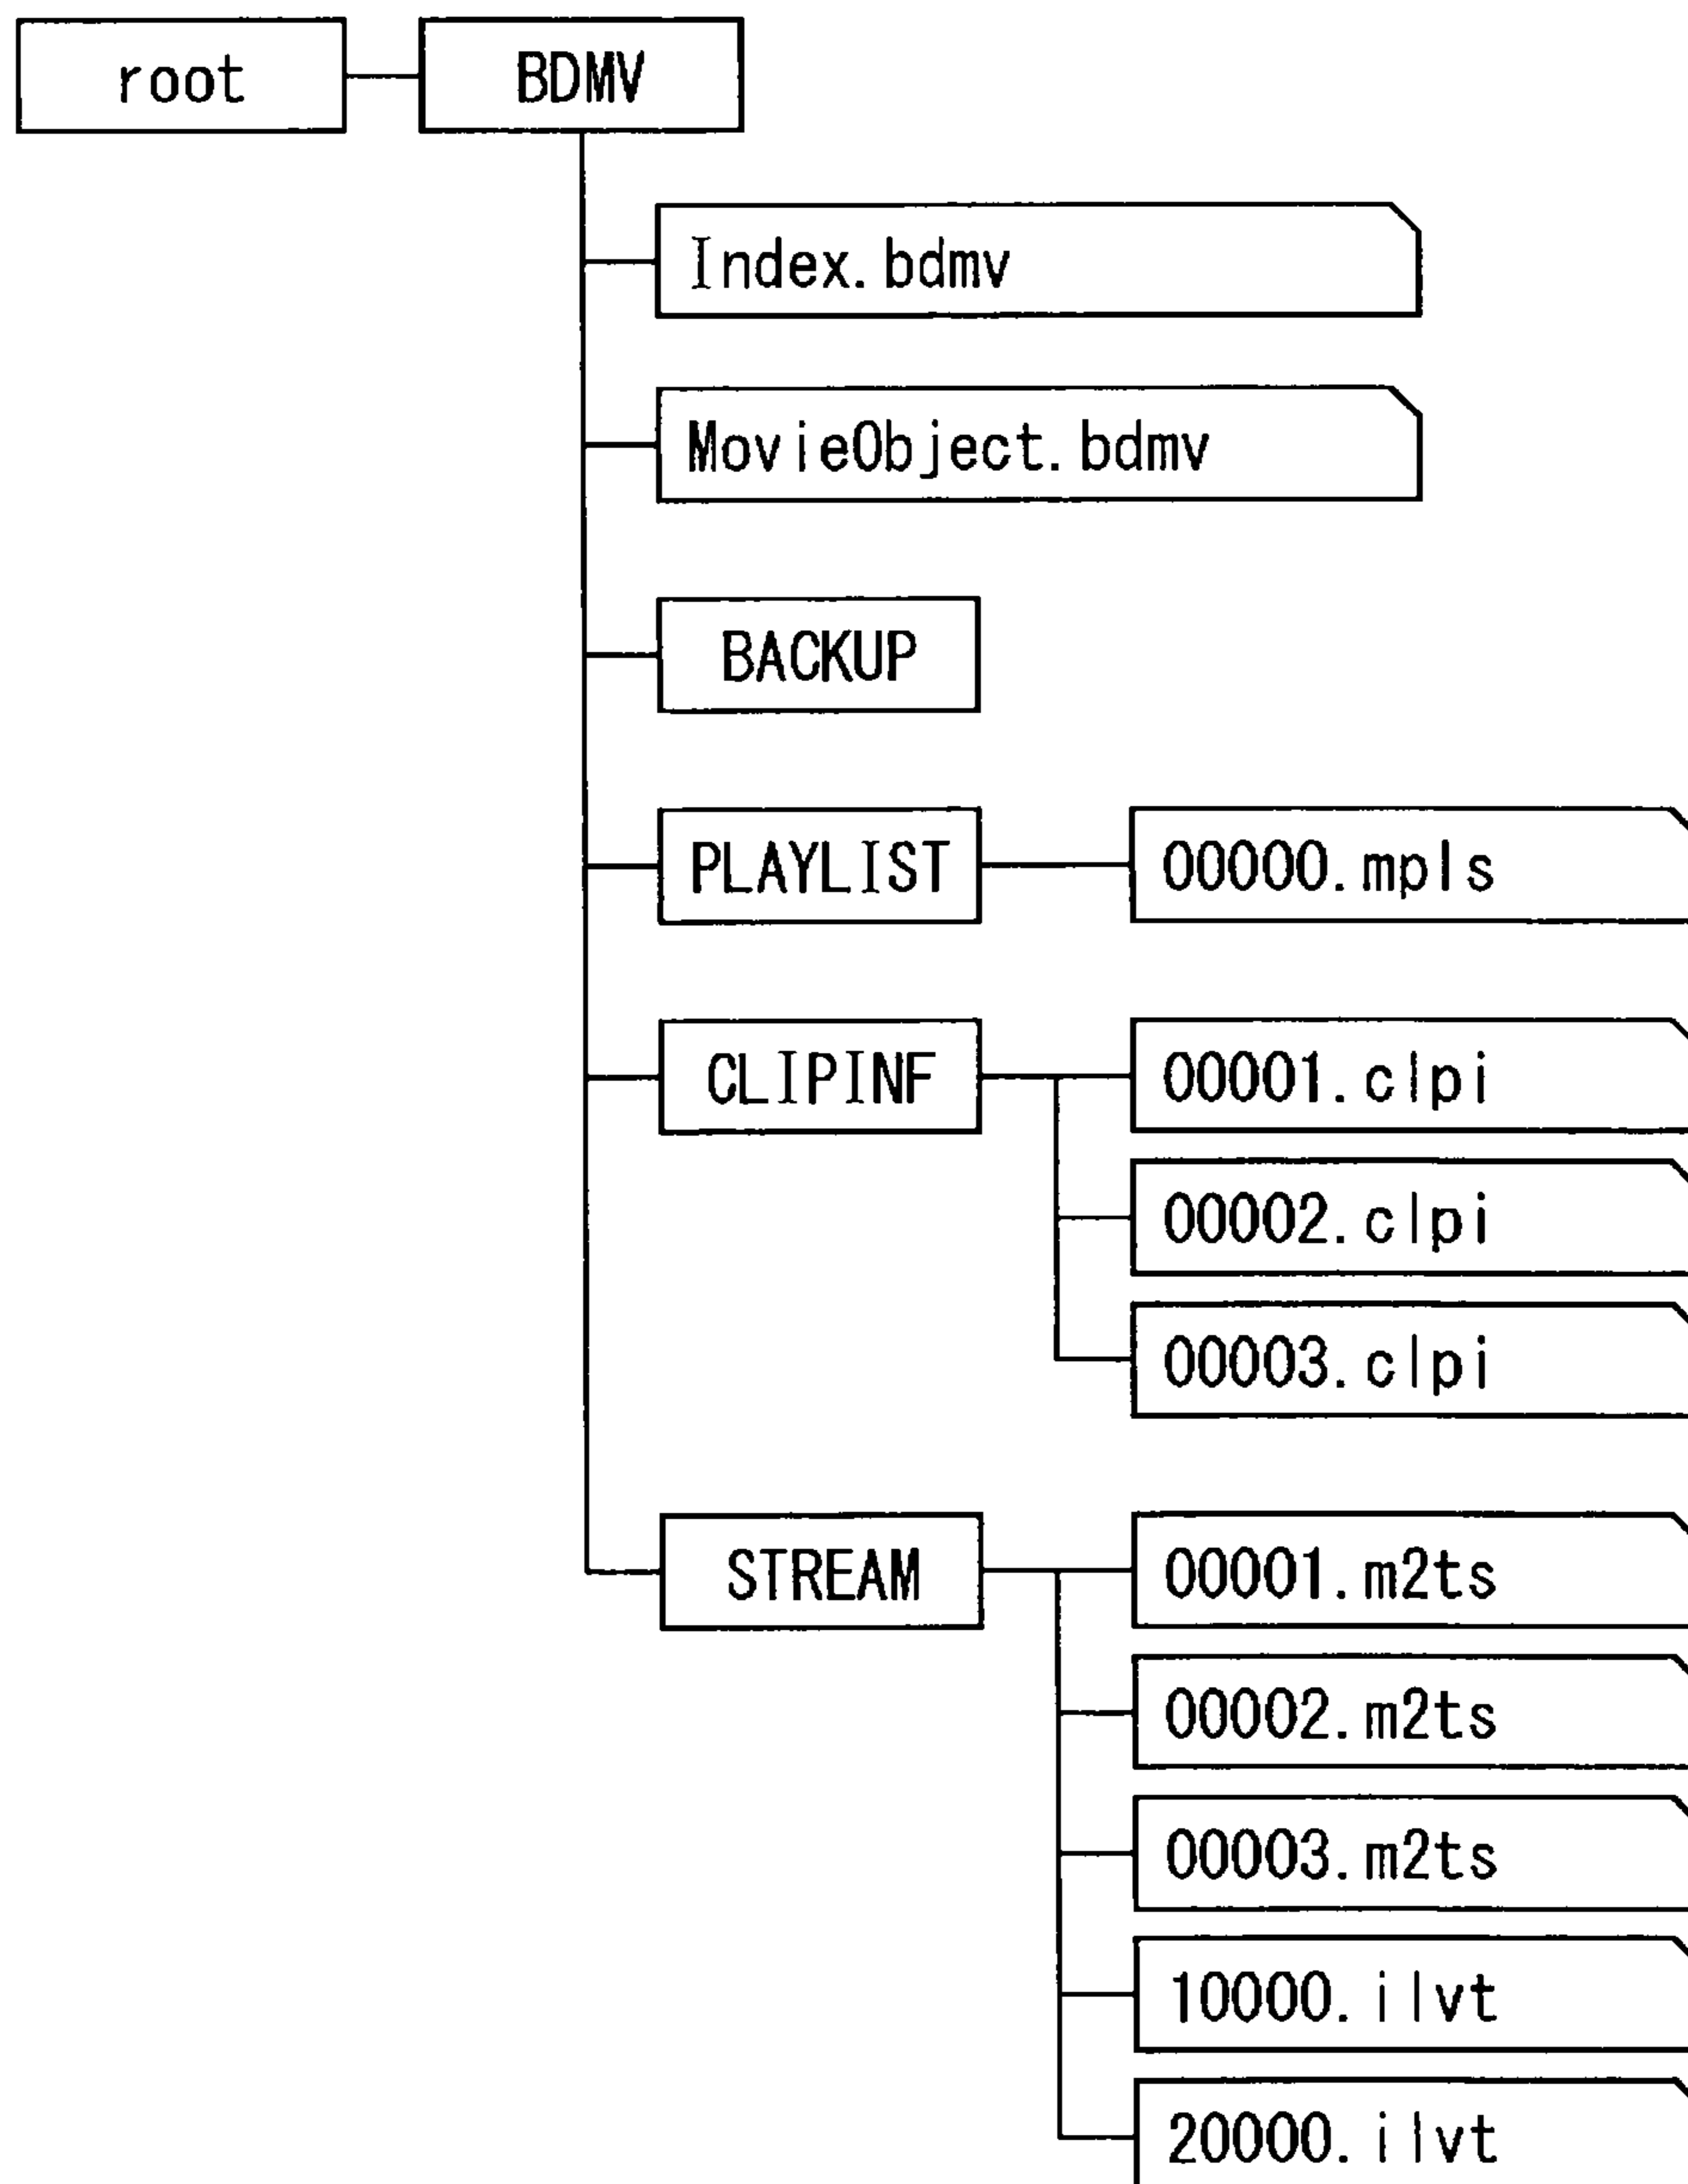 root
BDMV
Index.bdmv
MovieObject.bdmv
BACKUP
PLAYLIST
00000.mpls
CLIPINF
00001.clpi
00002.clpi
00003.clpi
STREAM
00001.m2ts
00002.m2ts
00003.m2ts
10000.ilvt
20000.ilvt